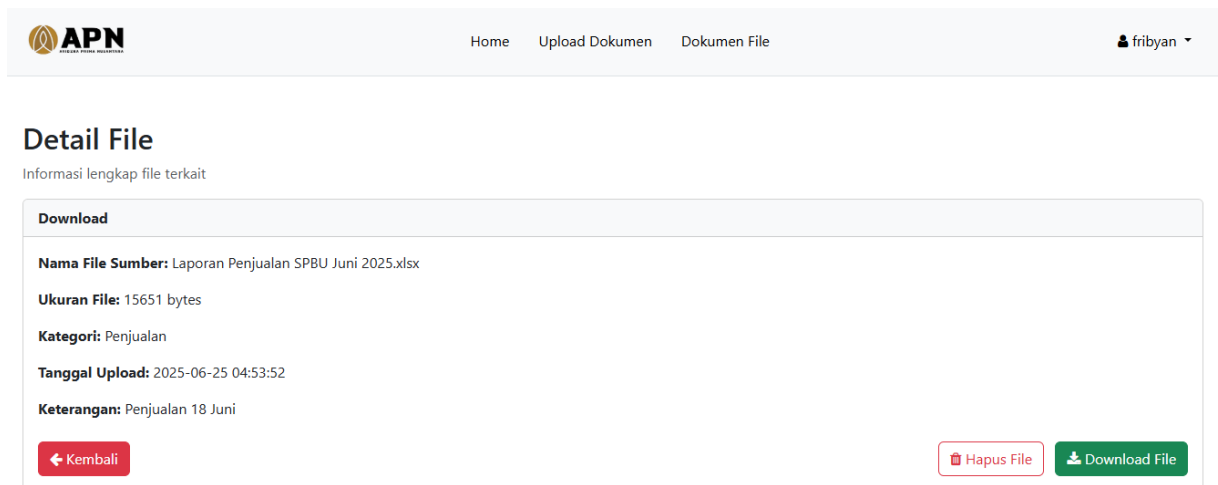 APN
Home Upload Dokumen Dokumen File fribyan
Detail File
Informasi lengkap file terkait
Download
Nama File Sumber: Laporan Penjualan SPBU Juni 2025.xlsx
Ukuran File: 15651 bytes
Kategori: Penjualan
Tanggal Upload: 2025-06-25 04:53:52
Keterangan: Penjualan 18 Juni
Kembali Hapus File Download File